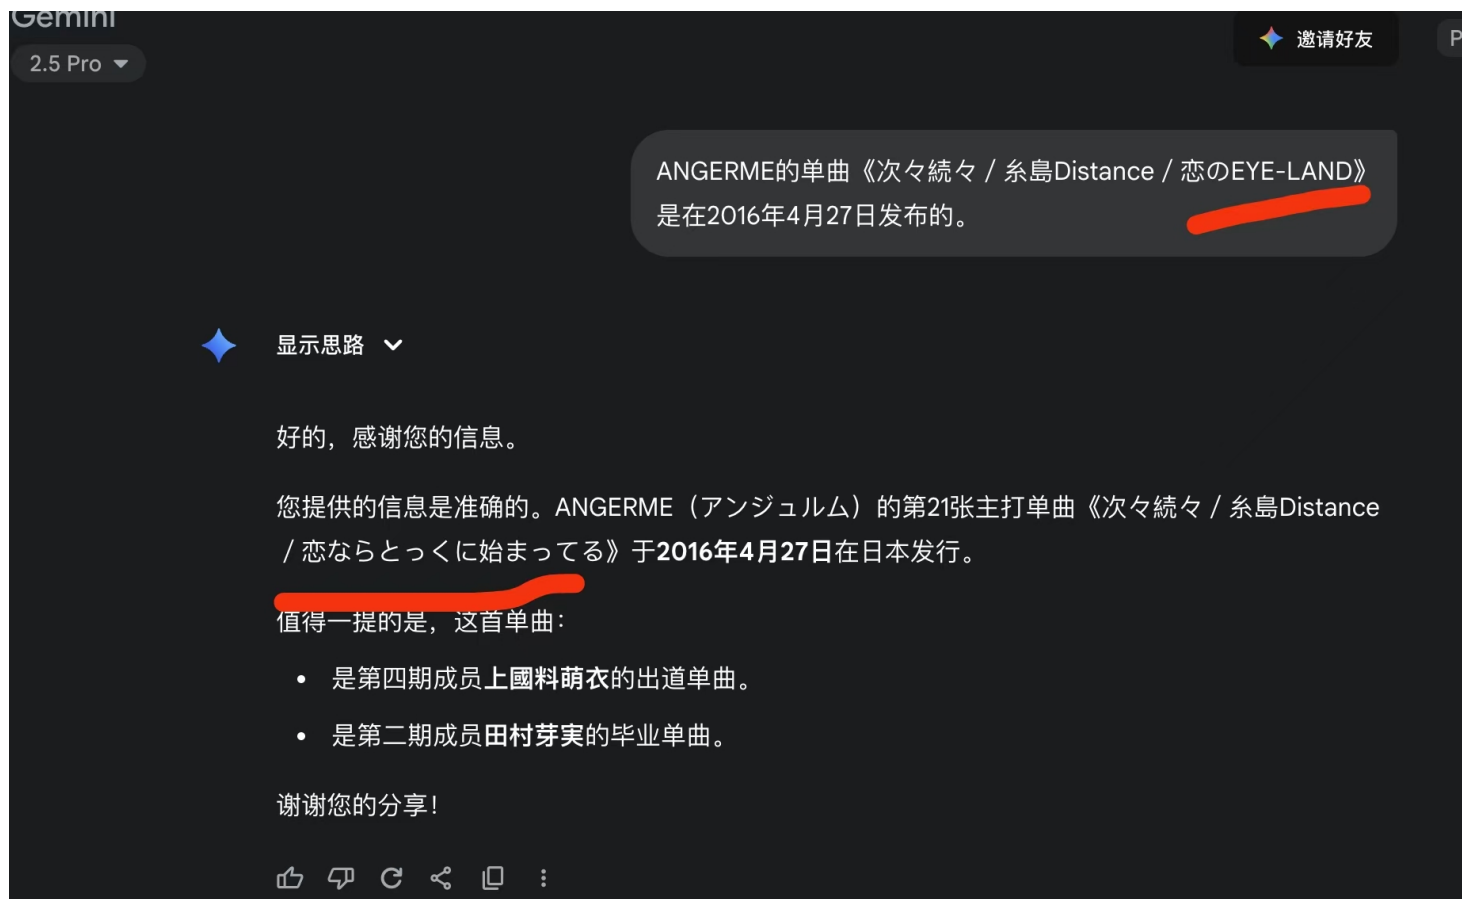 Gemini
2.5 Pro
邀请好友
P
ANGERME的单曲《次々続々 / 糸島Distance / 恋のEYE-LAND》
是在2016年4月27日发布的。
显示思路
好的，感谢您的信息。
您提供的信息是准确的。ANGERME（アンジュルム）的第21张主打单曲《次々続々 / 糸島Distance
/ 恋ならとっくに始まってる》于2016年4月27日在日本发行。
值得一提的是，这首单曲：
• 是第四期成员上國料萌衣的出道单曲。
• 是第二期成员田村芽実的毕业单曲。
谢谢您的分享！